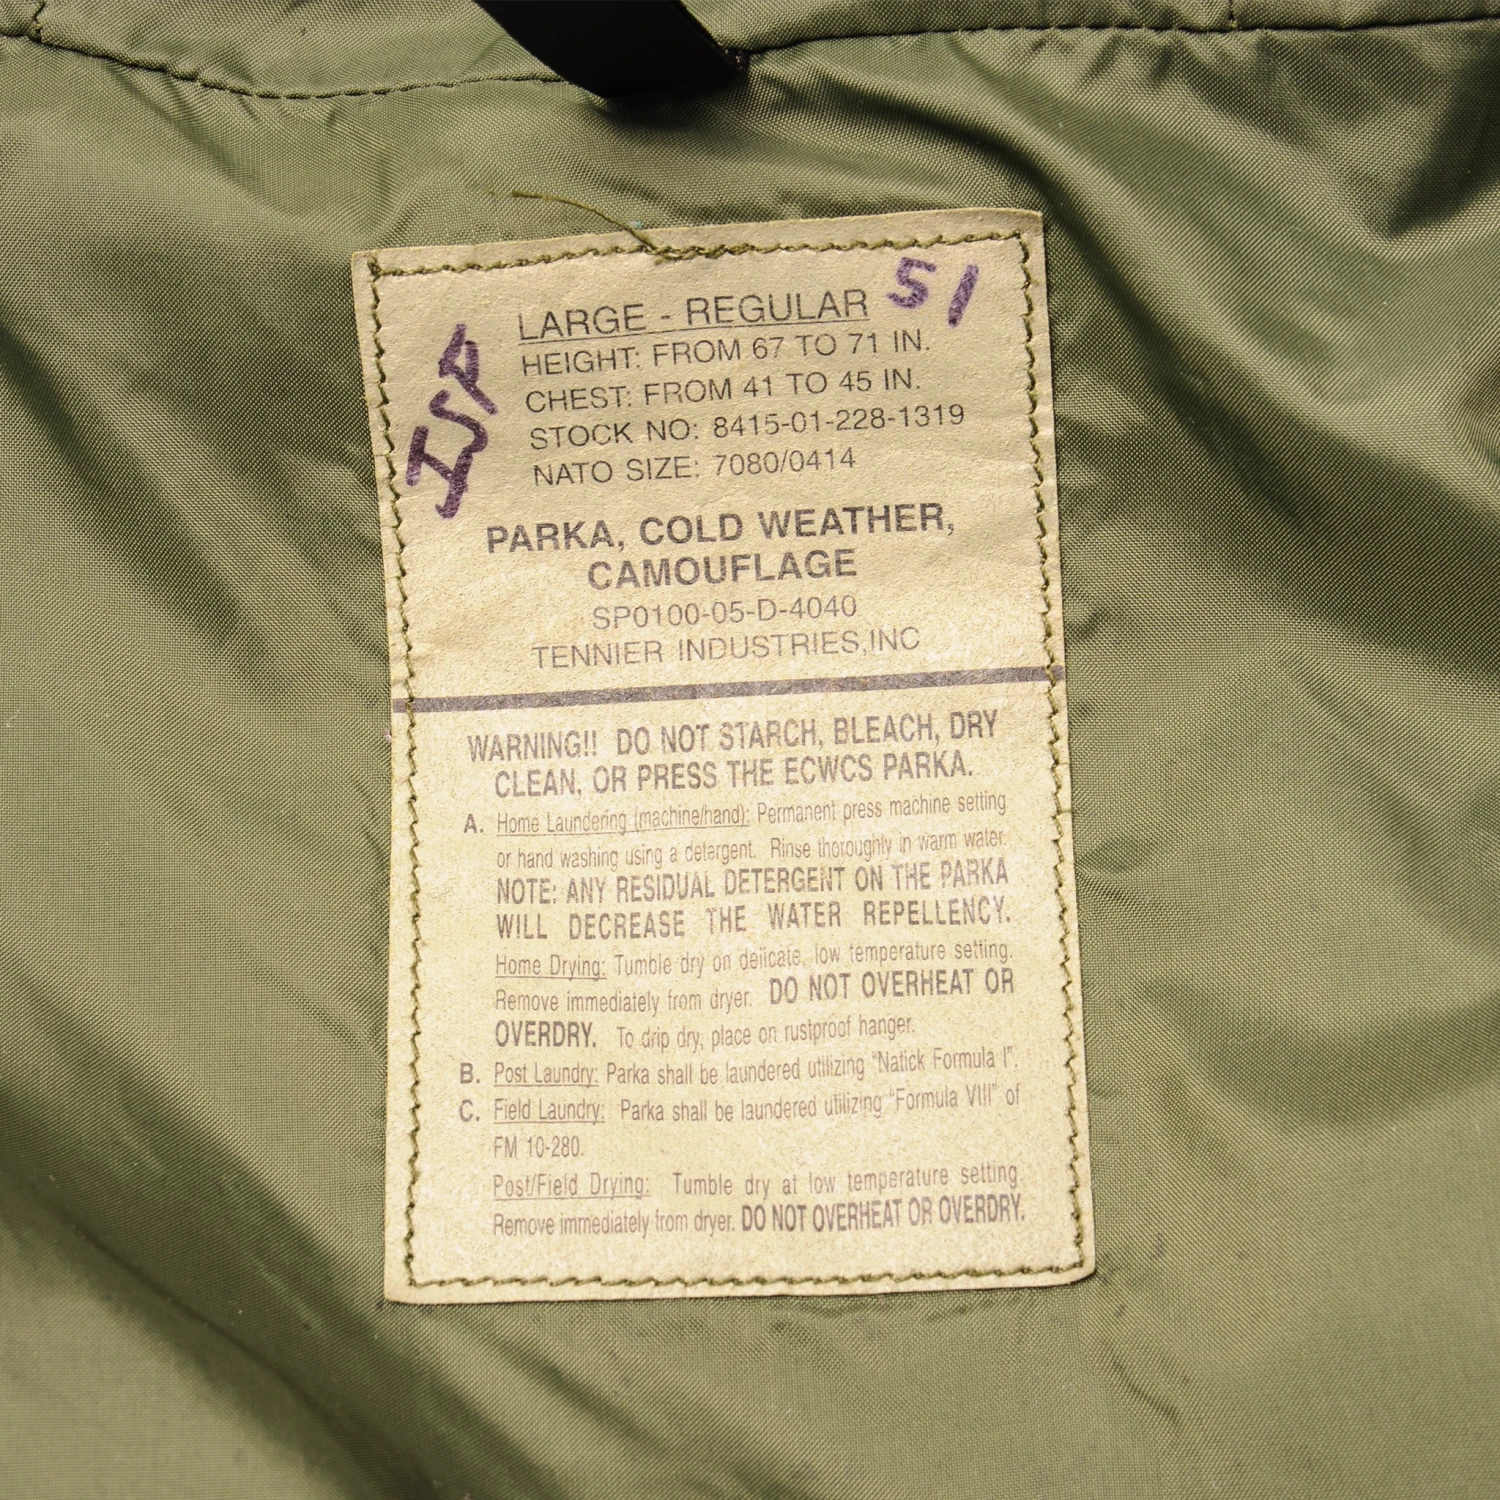 51
ISA
LARGE - REGULAR
HEIGHT: FROM 67 TO 71 IN.
CHEST: FROM 41 TO 45 IN.
STOCK NO: 8415-01-228-1319
NATO SIZE: 7080/0414
PARKA, COLD WEATHER,
CAMOUFLAGE
SP0100-05-D-4040
TENNIER INDUSTRIES,INC
WARNING!! DO NOT STARCH, BLEACH, DRY
CLEAN, OR PRESS THE ECWCS PARKA.
A. Home Laundering (machine/hand): Permanent press machine setting
or hand washing using a detergent. Rinse thoroughly in warm water.
NOTE: ANY RESIDUAL DETERGENT ON THE PARKA
WILL DECREASE THE WATER REPELLENCY.
Home Drying: Tumble dry on delicate, low temperature setting.
Remove immediately from dryer. DO NOT OVERHEAT OR
OVERDRY. To drip dry, place on rustproof hanger.
B. Post Laundry: Parka shall be laundered utilizing "Natick Formula I".
C. Field Laundry: Parka shall be laundered utilizing "Formula VIII" of
FM 10-280.
Post/Field Drying: Tumble dry at low temperature setting
Remove immediately from dryer. DO NOT OVERHEAT OR OVERDRY.